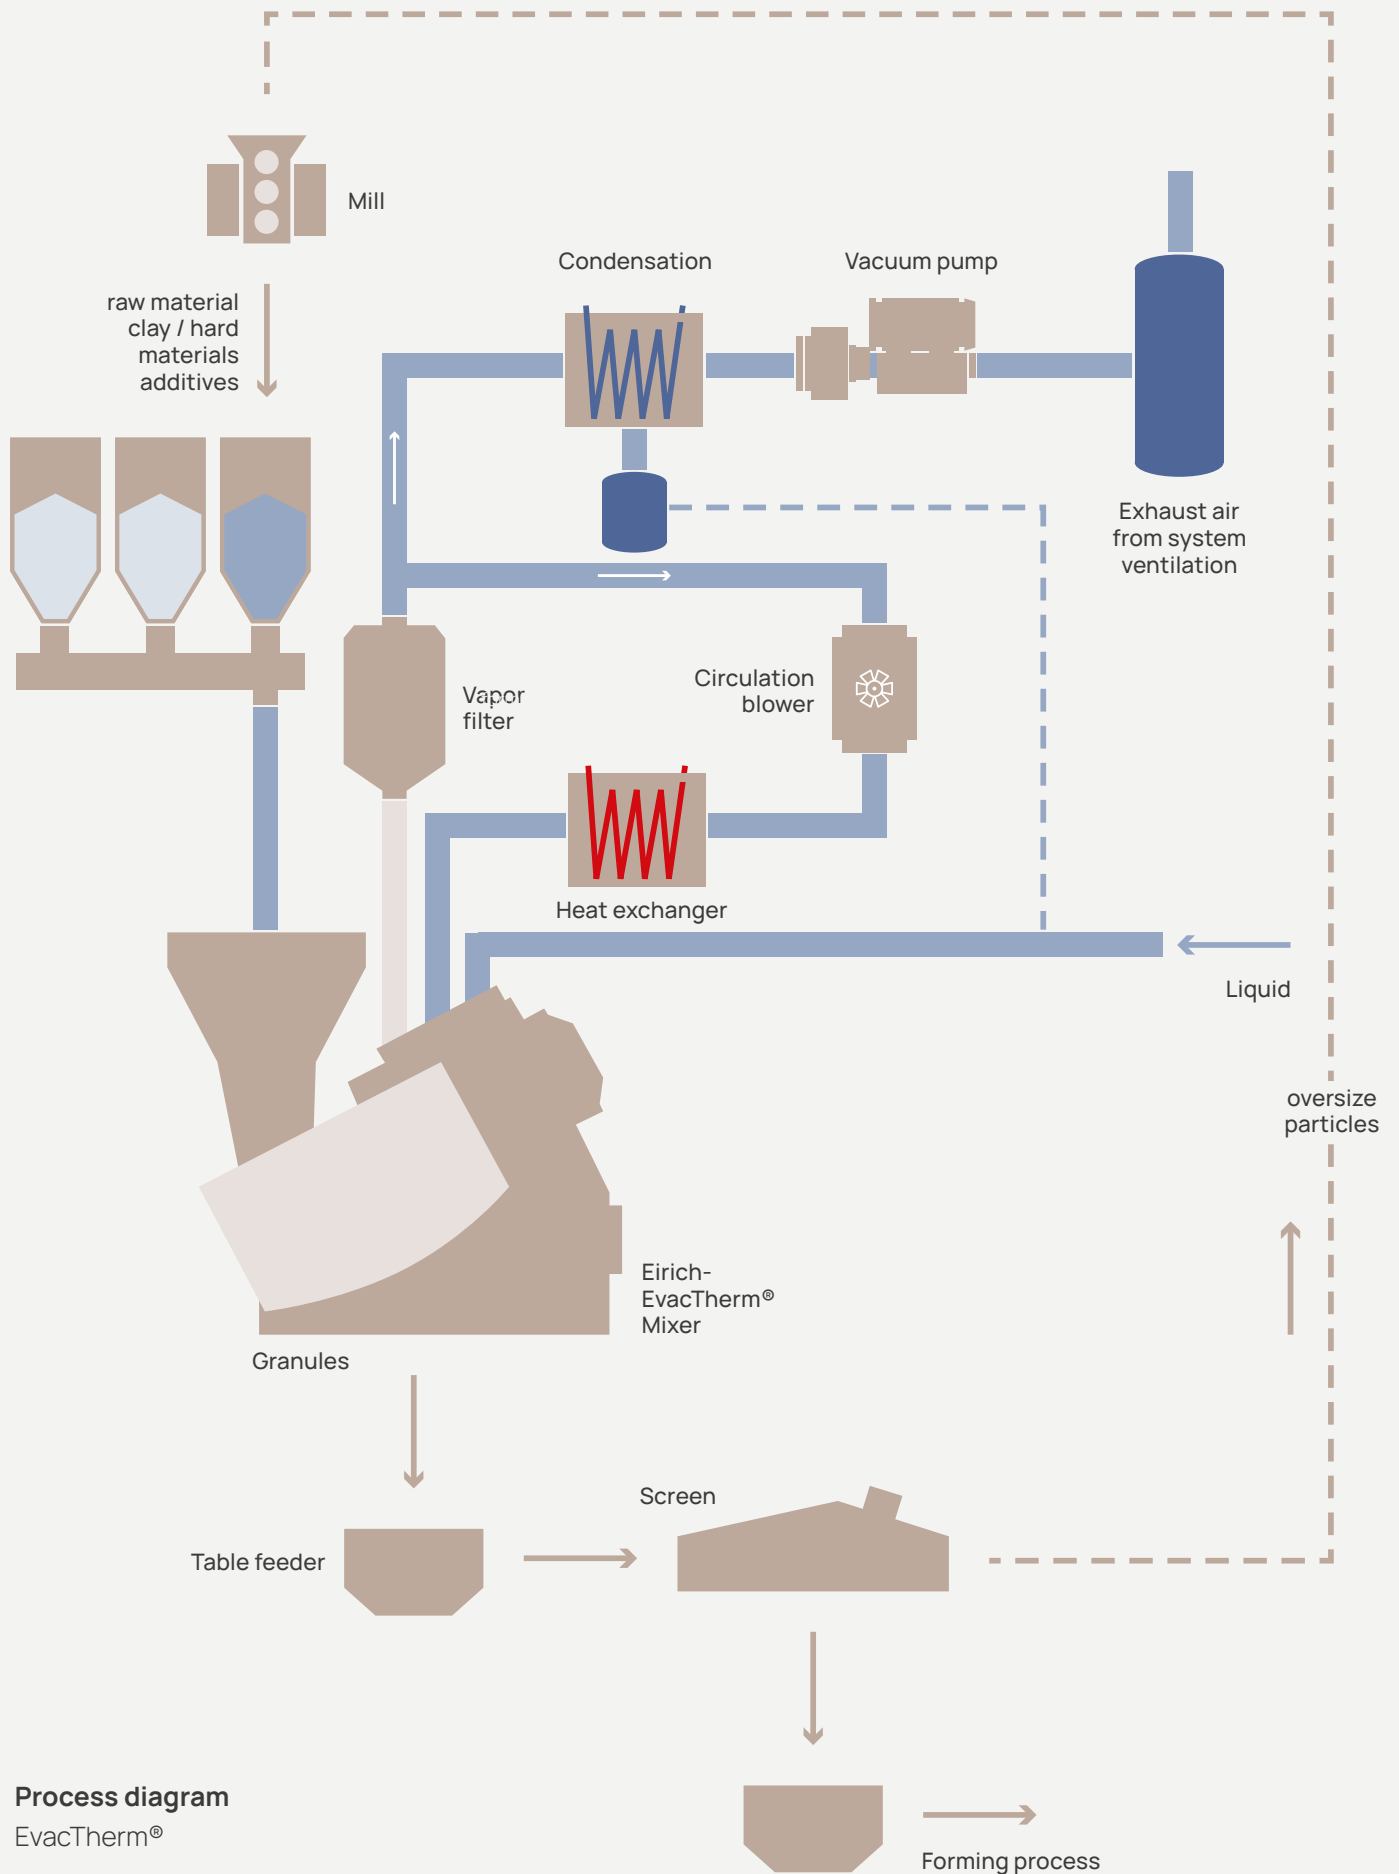 Mill
Condensation
Vacuum pump
raw material
clay / hard
materials
additives
Exhaust air
from system
ventilation
Vapor
filter
Circulation
blower
Heat exchanger
Liquid
oversize
particles
Eirich-
EvacTherm®
Mixer
Granules
Screen
Table feeder
Process diagram
EvacTherm®
Forming process